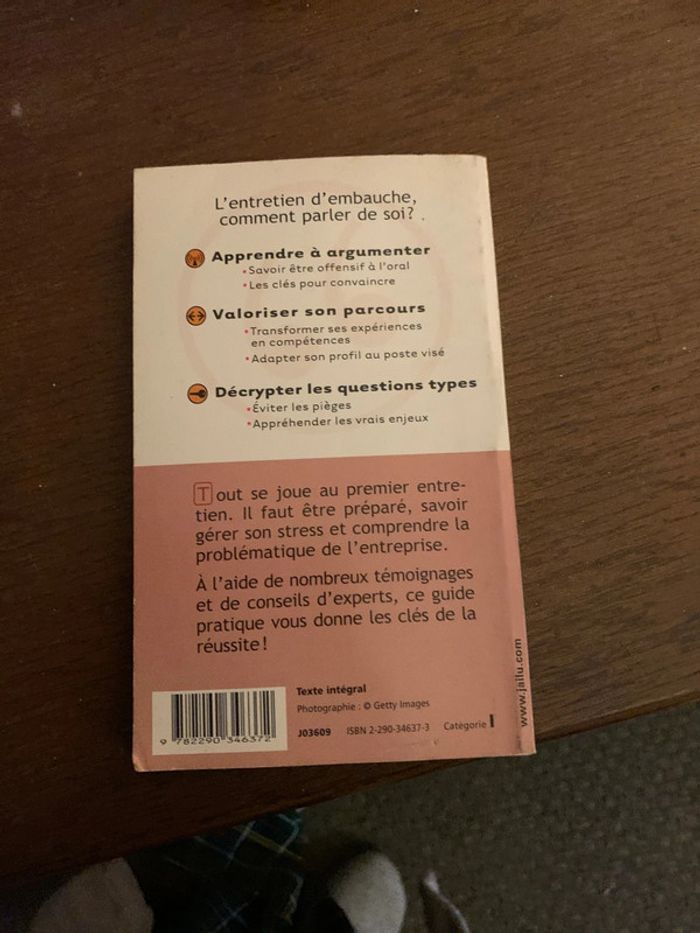 L'entretien d'embauche,
comment parler de soi?
Apprendre à argumenter
• Savoir être offensif à l'oral
• Les clés pour convaincre
Valoriser son parcours
• Transformer ses expériences
en compétences
• Adapter son profil au poste visé
Décrypter les questions types
• Éviter les pièges
• Appréhender les vrais enjeux
Tout se joue au premier entre-
tien. Il faut être préparé, savoir
gérer son stress et comprendre la
problématique de l'entreprise.
À l'aide de nombreux témoignages
et de conseils d'experts, ce guide
pratique vous donne les clés de la
réussite!
www.jailu.com
Texte intégral
Photographie : © Getty Images
J03609 ISBN 2-290-34637-3 Catégorie I
9 782290 346372